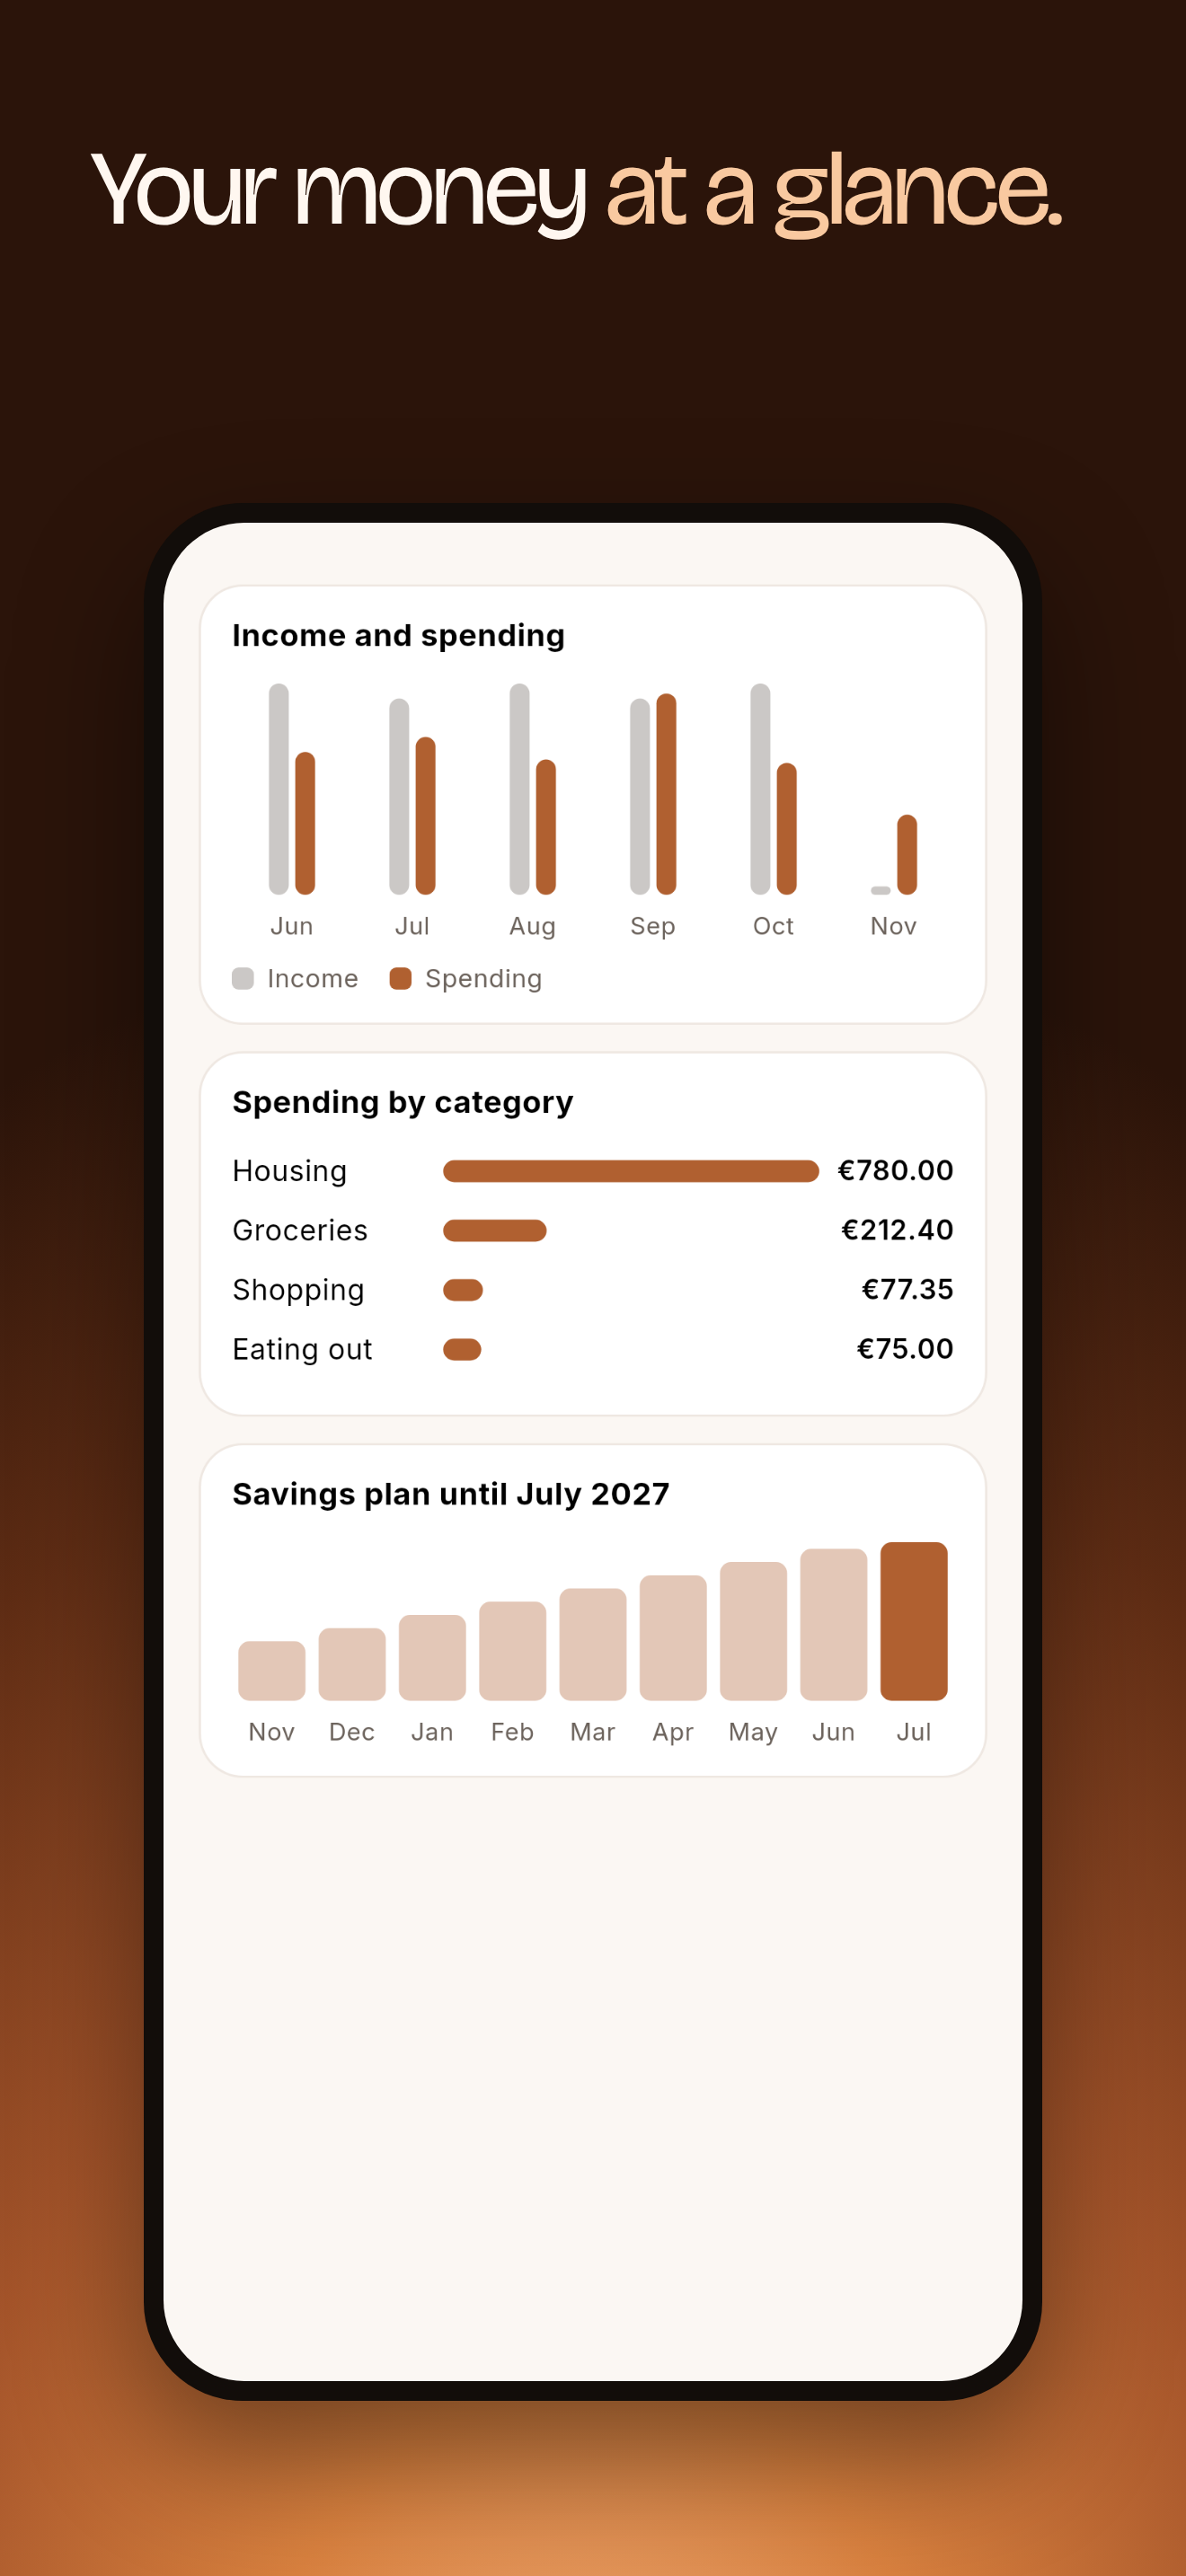 Your money at a glance.
Income and spending
Jun Jul Aug Sep Oct Nov
Income Spending
Spending by category
Housing €780.00
Groceries €212.40
Shopping €77.35
Eating out €75.00
Savings plan until July 2027
Nov Dec Jan Feb Mar Apr May Jun Jul